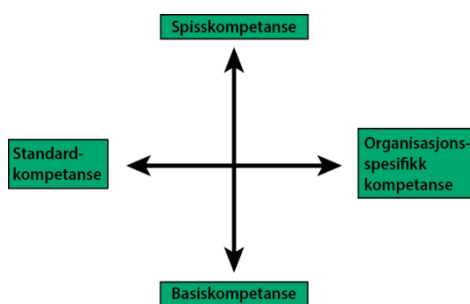 Spisskompetanse
Standard-
kompetanse
Organisasjons-
spesifikk
kompetanse
Basiskompetanse